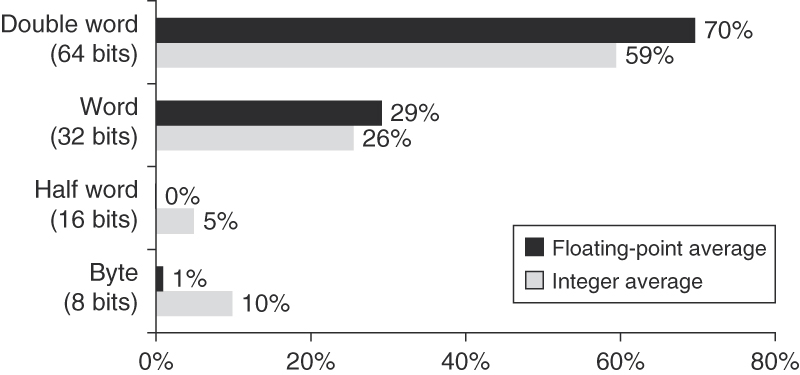 Double word
(64 bits)
70%
59%
Word
(32 bits)
29%
26%
Half word
(16 bits)
0%
5%
Byte
(8 bits)
1%
10%
Floating-point average
Integer average
0%
20%
40%
60%
80%